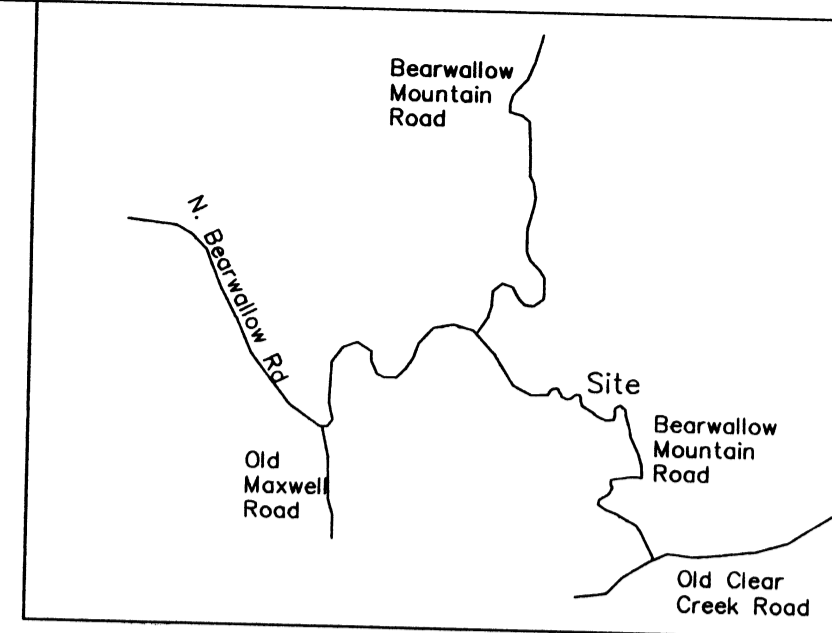 Bearwallow
Mountain
Road
N. Bearwallow Rd
Site
Bearwallow
Mountain
Road
Old
Maxwell
Road
Old Clear
Creek Road